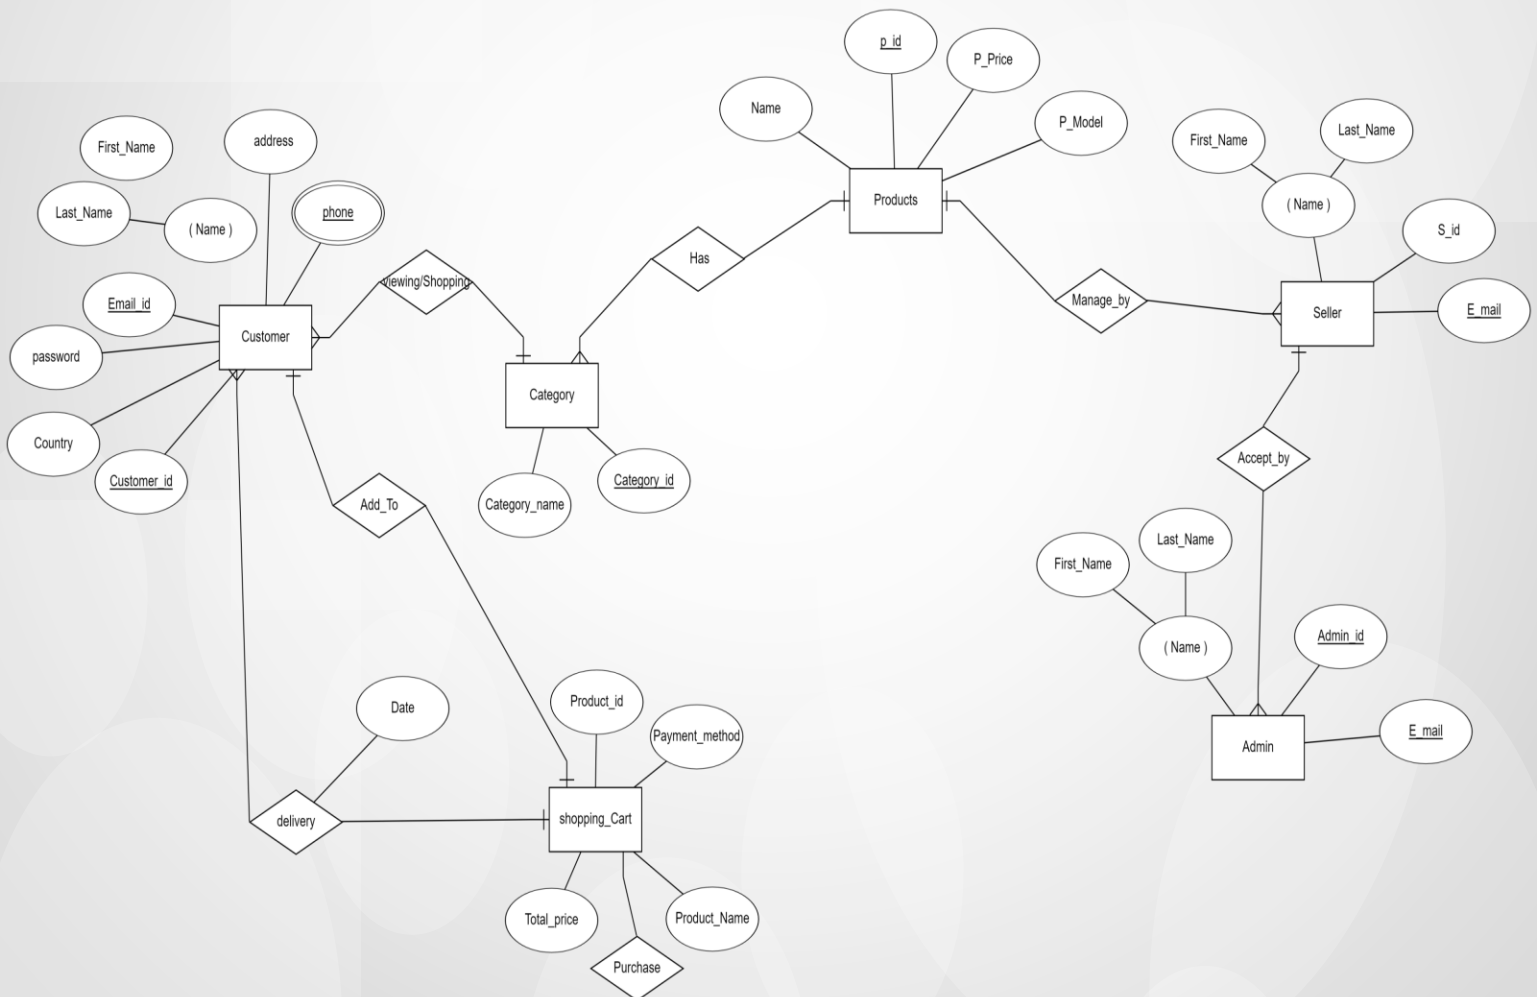 p_id
P_Price
Name
P_Model
Products
First_Name
address
Last_Name
( Name )
phone
Email_id
password
Country
Customer_id
Customer
viewing/Shopping
Has
Category
Category_name
Category_id
Manage_by
First_Name
Last_Name
( Name )
S_id
E_mail
Seller
Accept_by
First_Name
Last_Name
( Name )
Admin_id
E_mail
Admin
Add_To
Date
delivery
Product_id
Payment_method
shopping_Cart
Total_price
Product_Name
Purchase